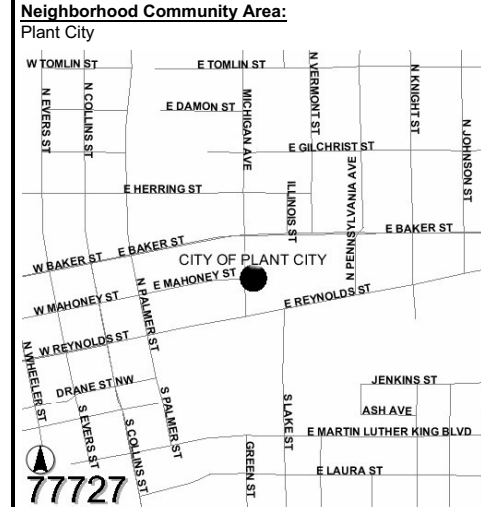 Neighborhood Community Area:
Plant City
W TOMLIN ST
E TOMLIN ST
N EVERS ST
N COLLINS ST
E DAMON ST
MICHIGAN AVE
N VERMONT ST
N KNIGHT ST
N JOHNSON ST
E GILCHRIST ST
E HERRING ST
ILLINOIS ST
N PENNSYLVANIA AVE
E BAKER ST
W BAKER ST
E BAKER ST
CITY OF PLANT CITY
W MAHONEY ST
E MAHONEY ST
N PALMER ST
E REYNOLDS ST
W REYNOLDS ST
N WHEELER ST
DRANE ST NW
S EVERS ST
S COLLINS ST
S PALMER ST
S LAKE ST
JENKINS ST
ASH AVE
E MARTIN LUTHER KING BLVD
GREEN ST
E LAURA ST
77727